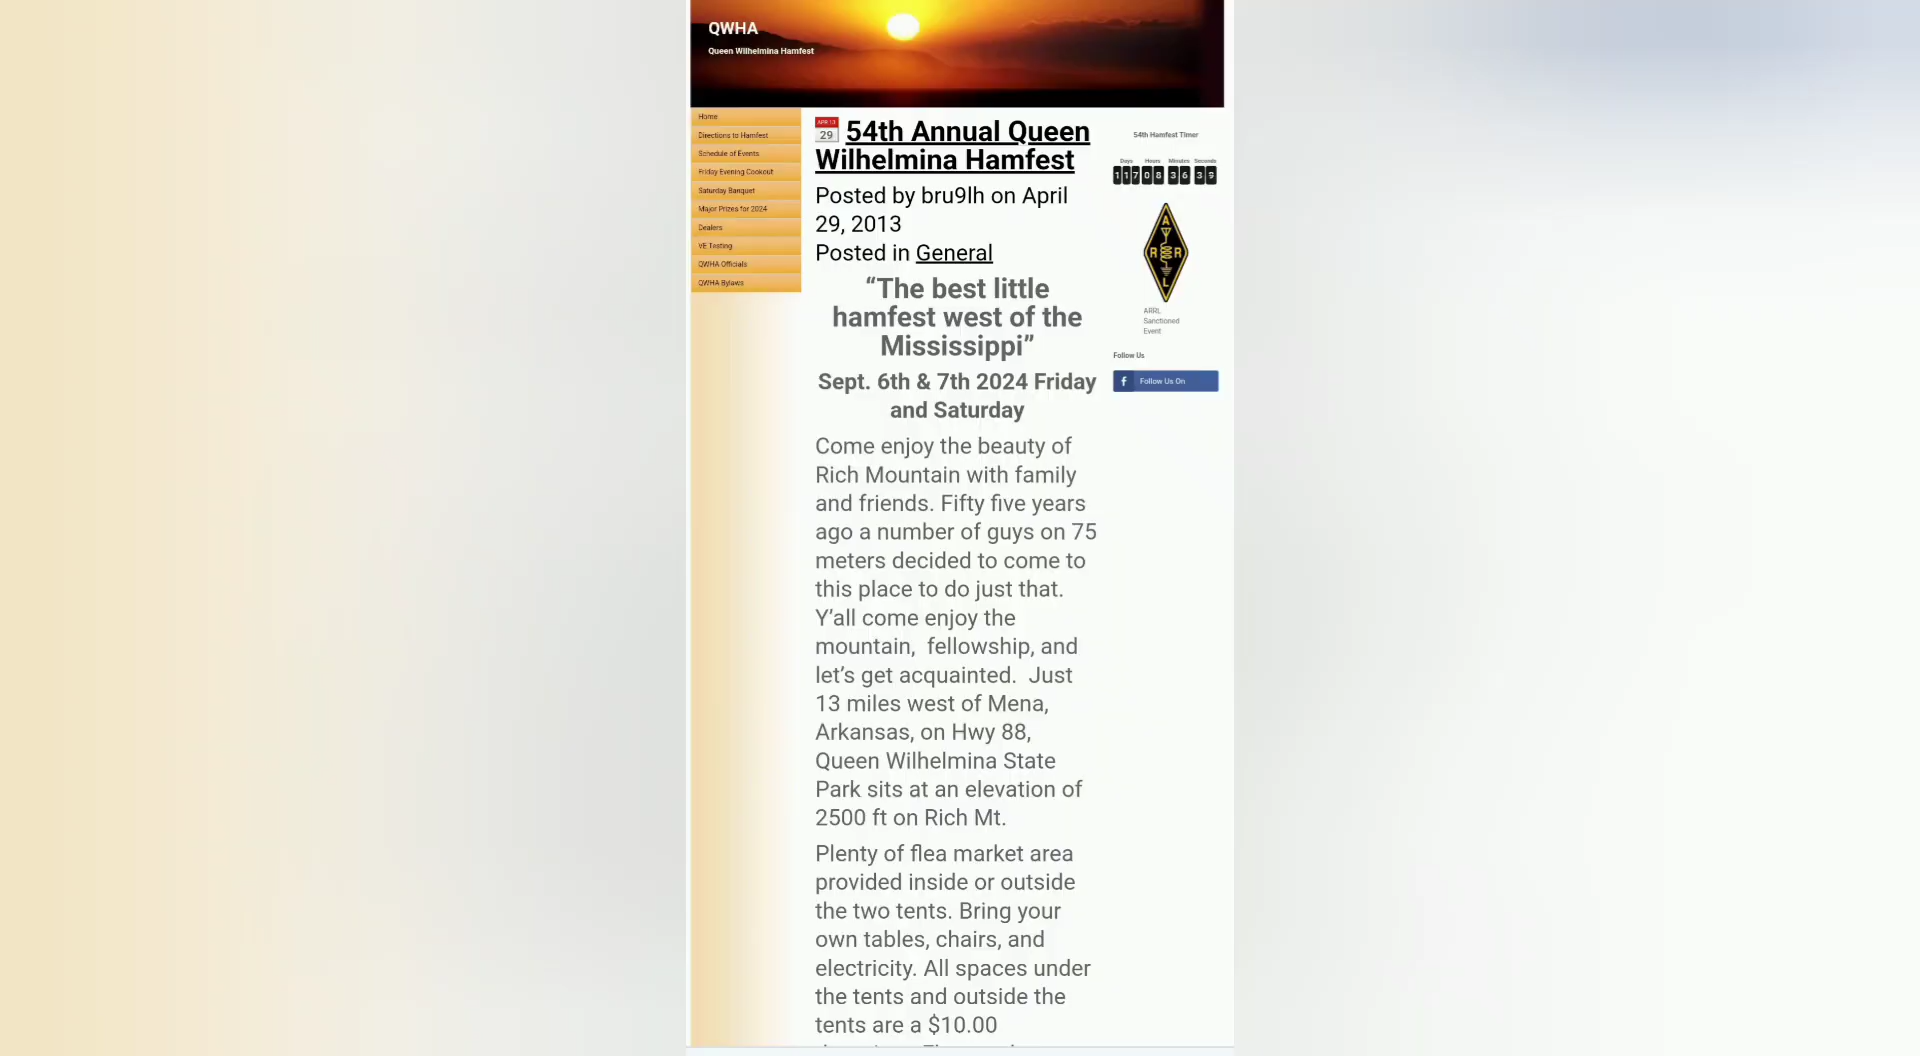 QWHA
Queen Wilhelmina Hamfest
Home
Directions to Hamfest
Schedule of Events
Friday Evening Cookout
Saturday Banquet
Major Prizes for 2024
Dealers
VE Testing
QWHA Officials
QWHA Bylaws
APR 13
29
54th Annual Queen
Wilhelmina Hamfest
Posted by bru9lh on April
29, 2013
Posted in General
“The best little
hamfest west of the
Mississippi”
Sept. 6th & 7th 2024 Friday
and Saturday
Come enjoy the beauty of
Rich Mountain with family
and friends. Fifty five years
ago a number of guys on 75
meters decided to come to
this place to do just that.
Y’all come enjoy the
mountain,  fellowship, and
let’s get acquainted.  Just
13 miles west of Mena,
Arkansas, on Hwy 88,
Queen Wilhelmina State
Park sits at an elevation of
2500 ft on Rich Mt.
Plenty of flea market area
provided inside or outside
the two tents. Bring your
own tables, chairs, and
electricity. All spaces under
the tents and outside the
tents are a $10.00
54th Hamfest Timer
Days Hours Minutes Seconds
117 08 36 39
A
R R
L
ARRL
Sanctioned
Event
Follow Us
f Follow Us On